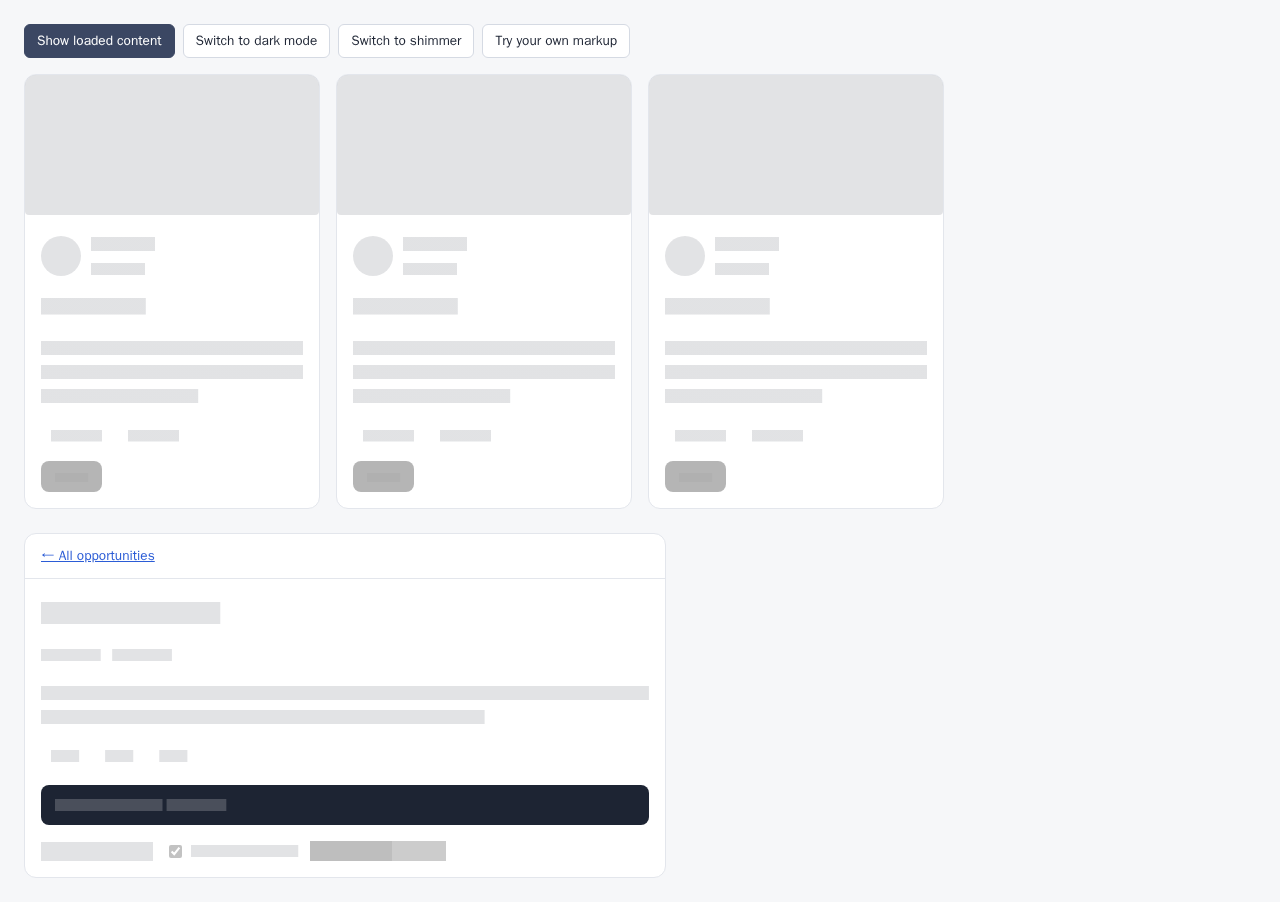 Show loaded content
Switch to dark mode
Switch to shimmer
Try your own markup
← All opportunities